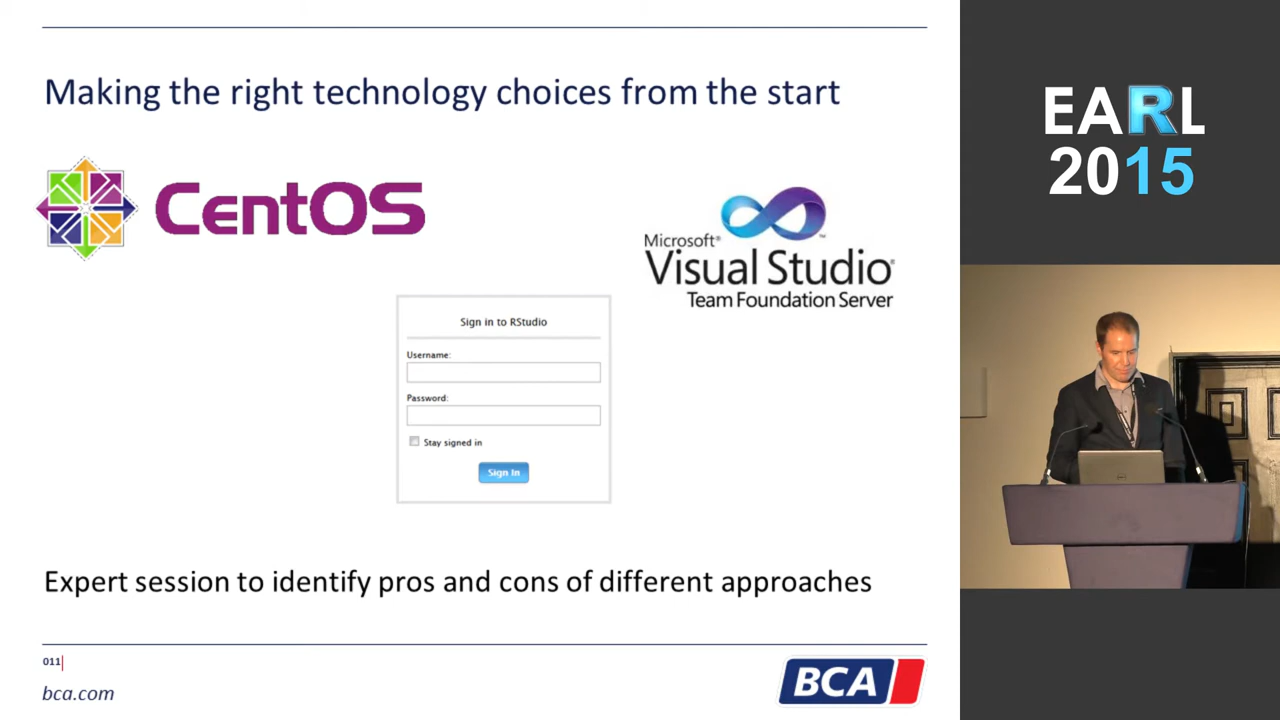 Making the right technology choices from the start
CentOS
Microsoft®
Visual Studio®
Team Foundation Server
Sign in to RStudio
Username:
Password:
Stay signed in
Sign In
Expert session to identify pros and cons of different approaches
011
bca.com
BCA
EARL
2015